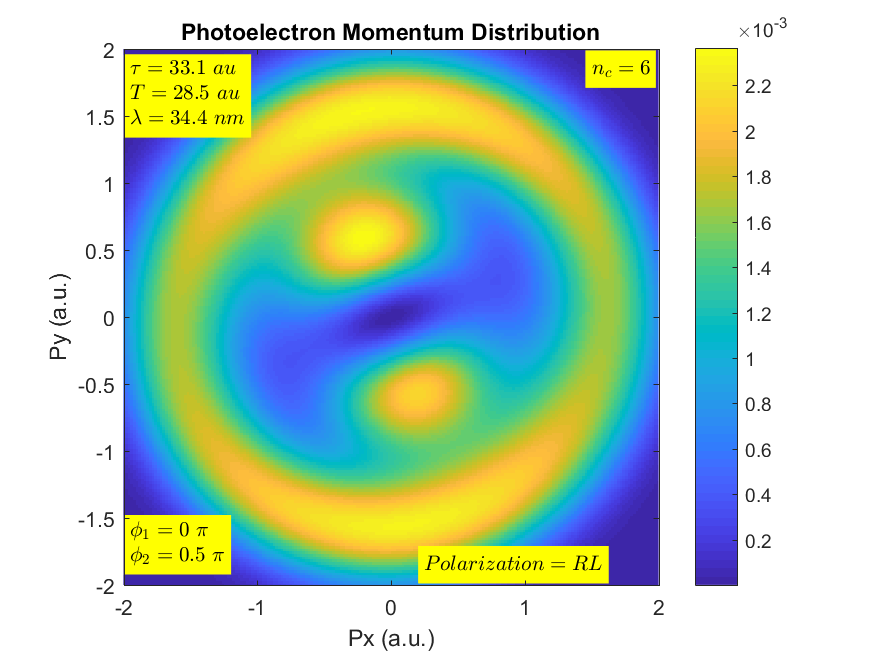 Photoelectron Momentum Distribution
×10⁻³
τ = 33.1 au
T = 28.5 au
λ = 34.4 nm
n_c = 6
ϕ₁ = 0 π
ϕ₂ = 0.5 π
Polarization = RL
2
1.5
1
0.5
0
-0.5
-1
-1.5
-2
Py (a.u.)
-2
-1
0
1
2
Px (a.u.)
2.2
2
1.8
1.6
1.4
1.2
1
0.8
0.6
0.4
0.2